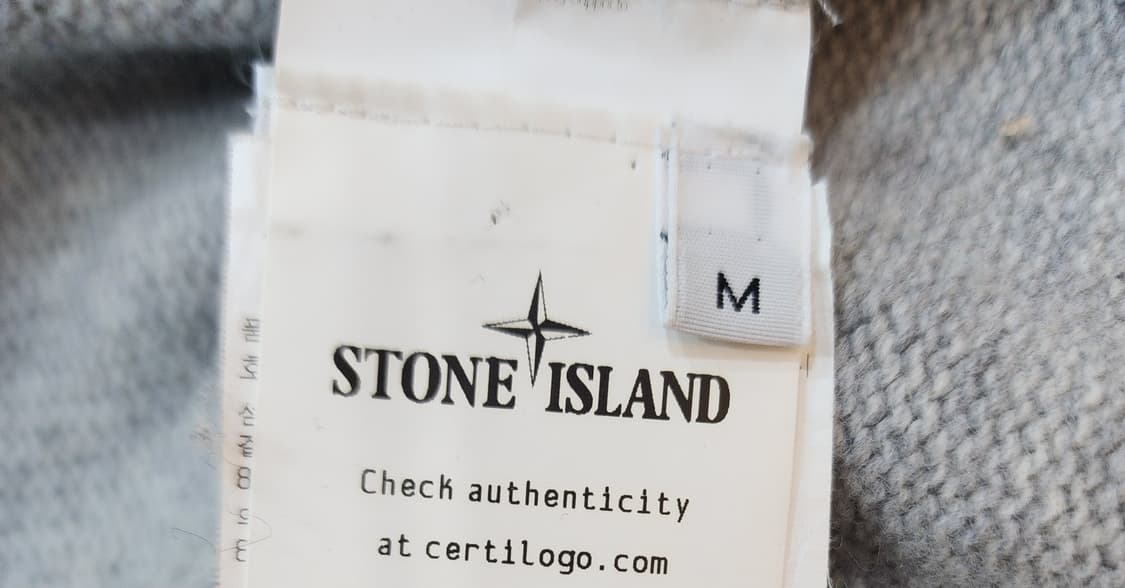 M
STONE ISLAND
Check authenticity
at certilogo.com